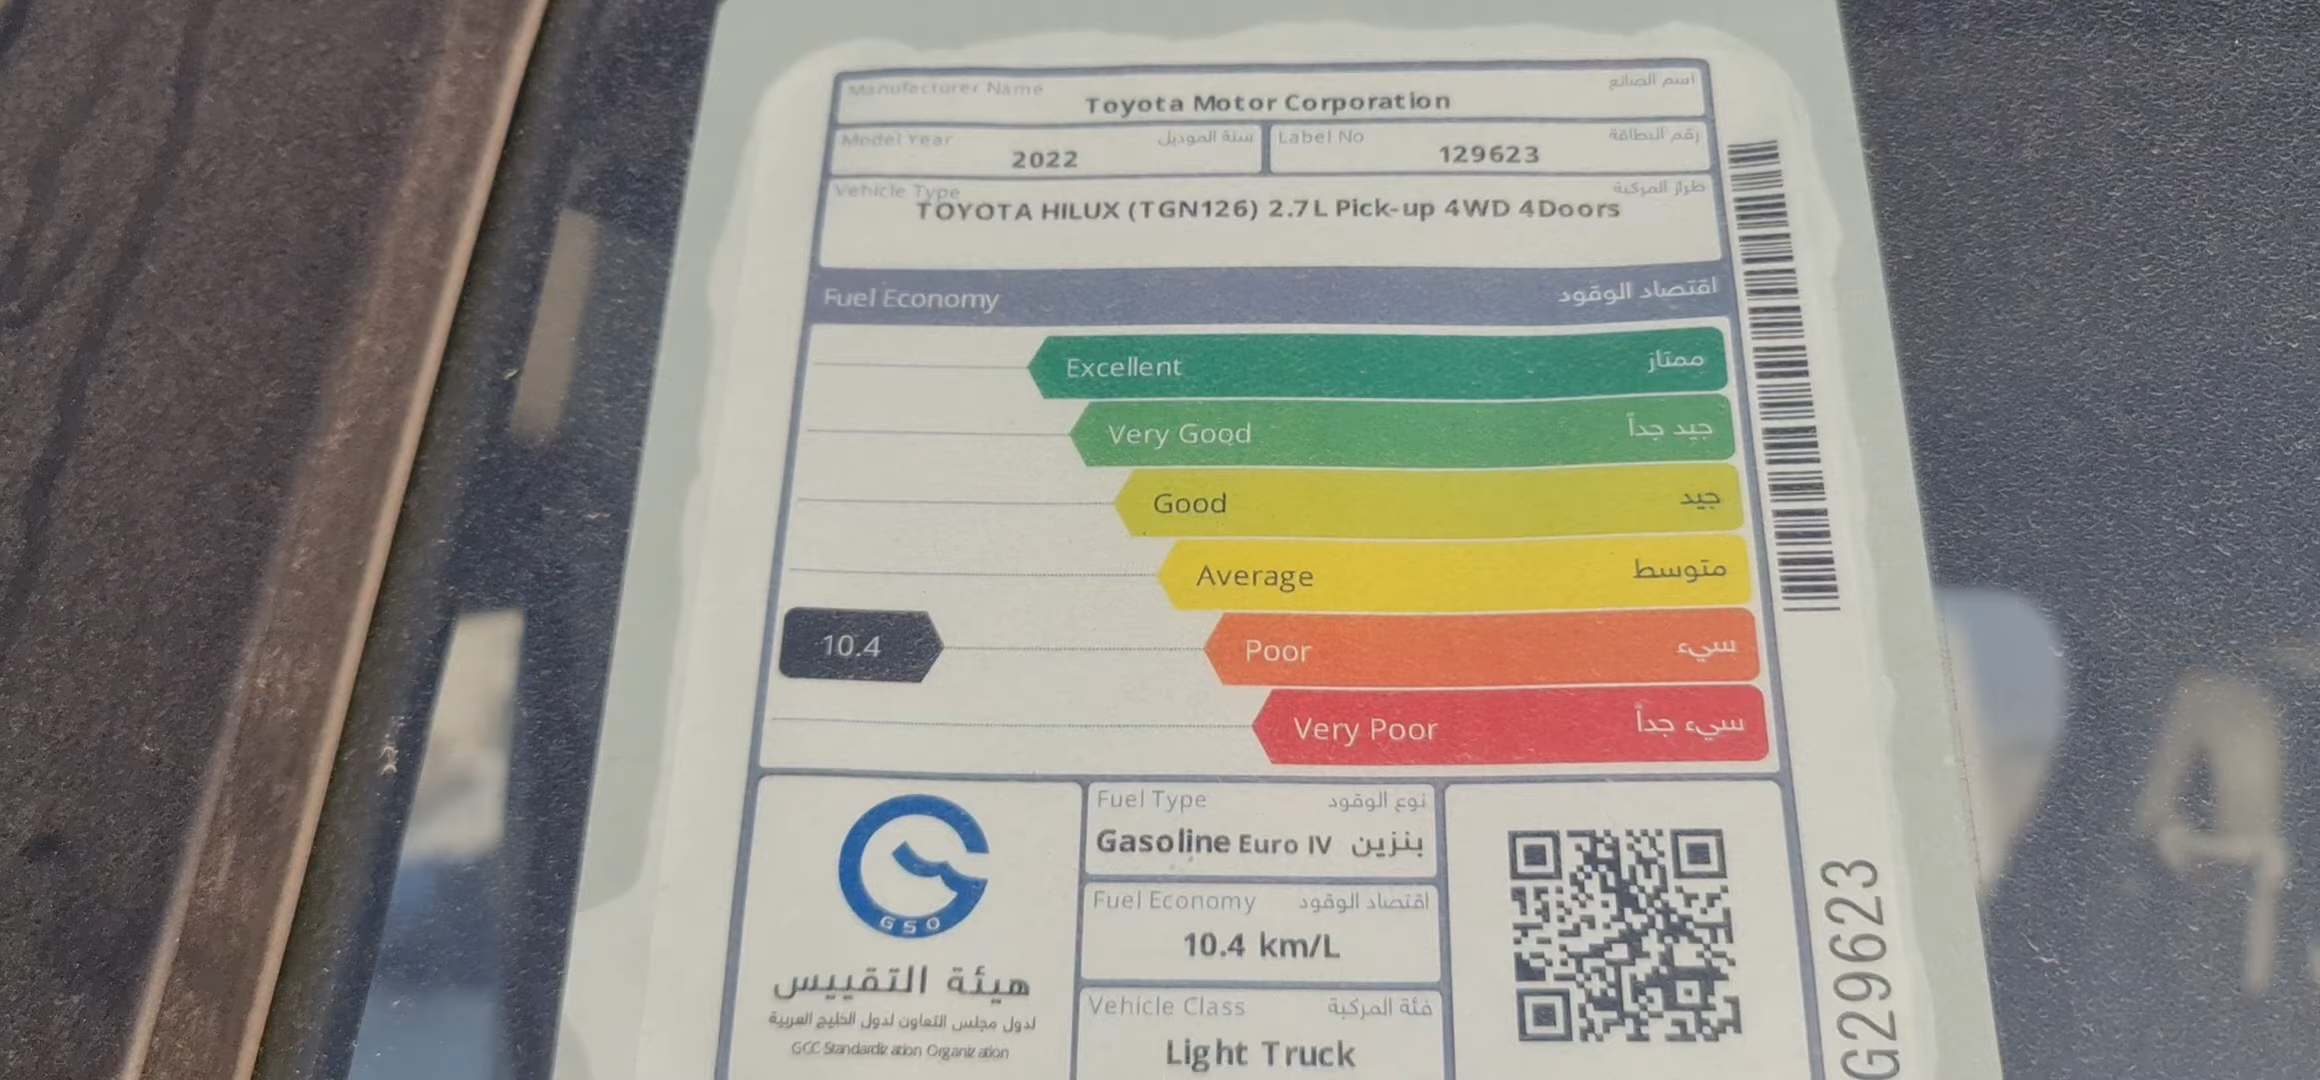 Manufacturer Name اسم الصانع
Toyota Motor Corporation
Model Year سنة الموديل Label No رقم البطاقة
2022 129623
Vehicle Type طراز المركبة
TOYOTA HILUX (TGN126) 2.7L Pick-up 4WD 4Doors
Fuel Economy اقتصاد الوقود
Excellent ممتاز
Very Good جيد جداً
Good جيد
Average متوسط
10.4 Poor سيء
Very Poor سيء جداً
GSO
هيئة التقييس
لدول مجلس التعاون لدول الخليج العربية
GCC Standardization Organization
Fuel Type نوع الوقود
Gasoline Euro IV بنزين
Fuel Economy اقتصاد الوقود
10.4 km/L
Vehicle Class فئة المركبة
Light Truck
G29623